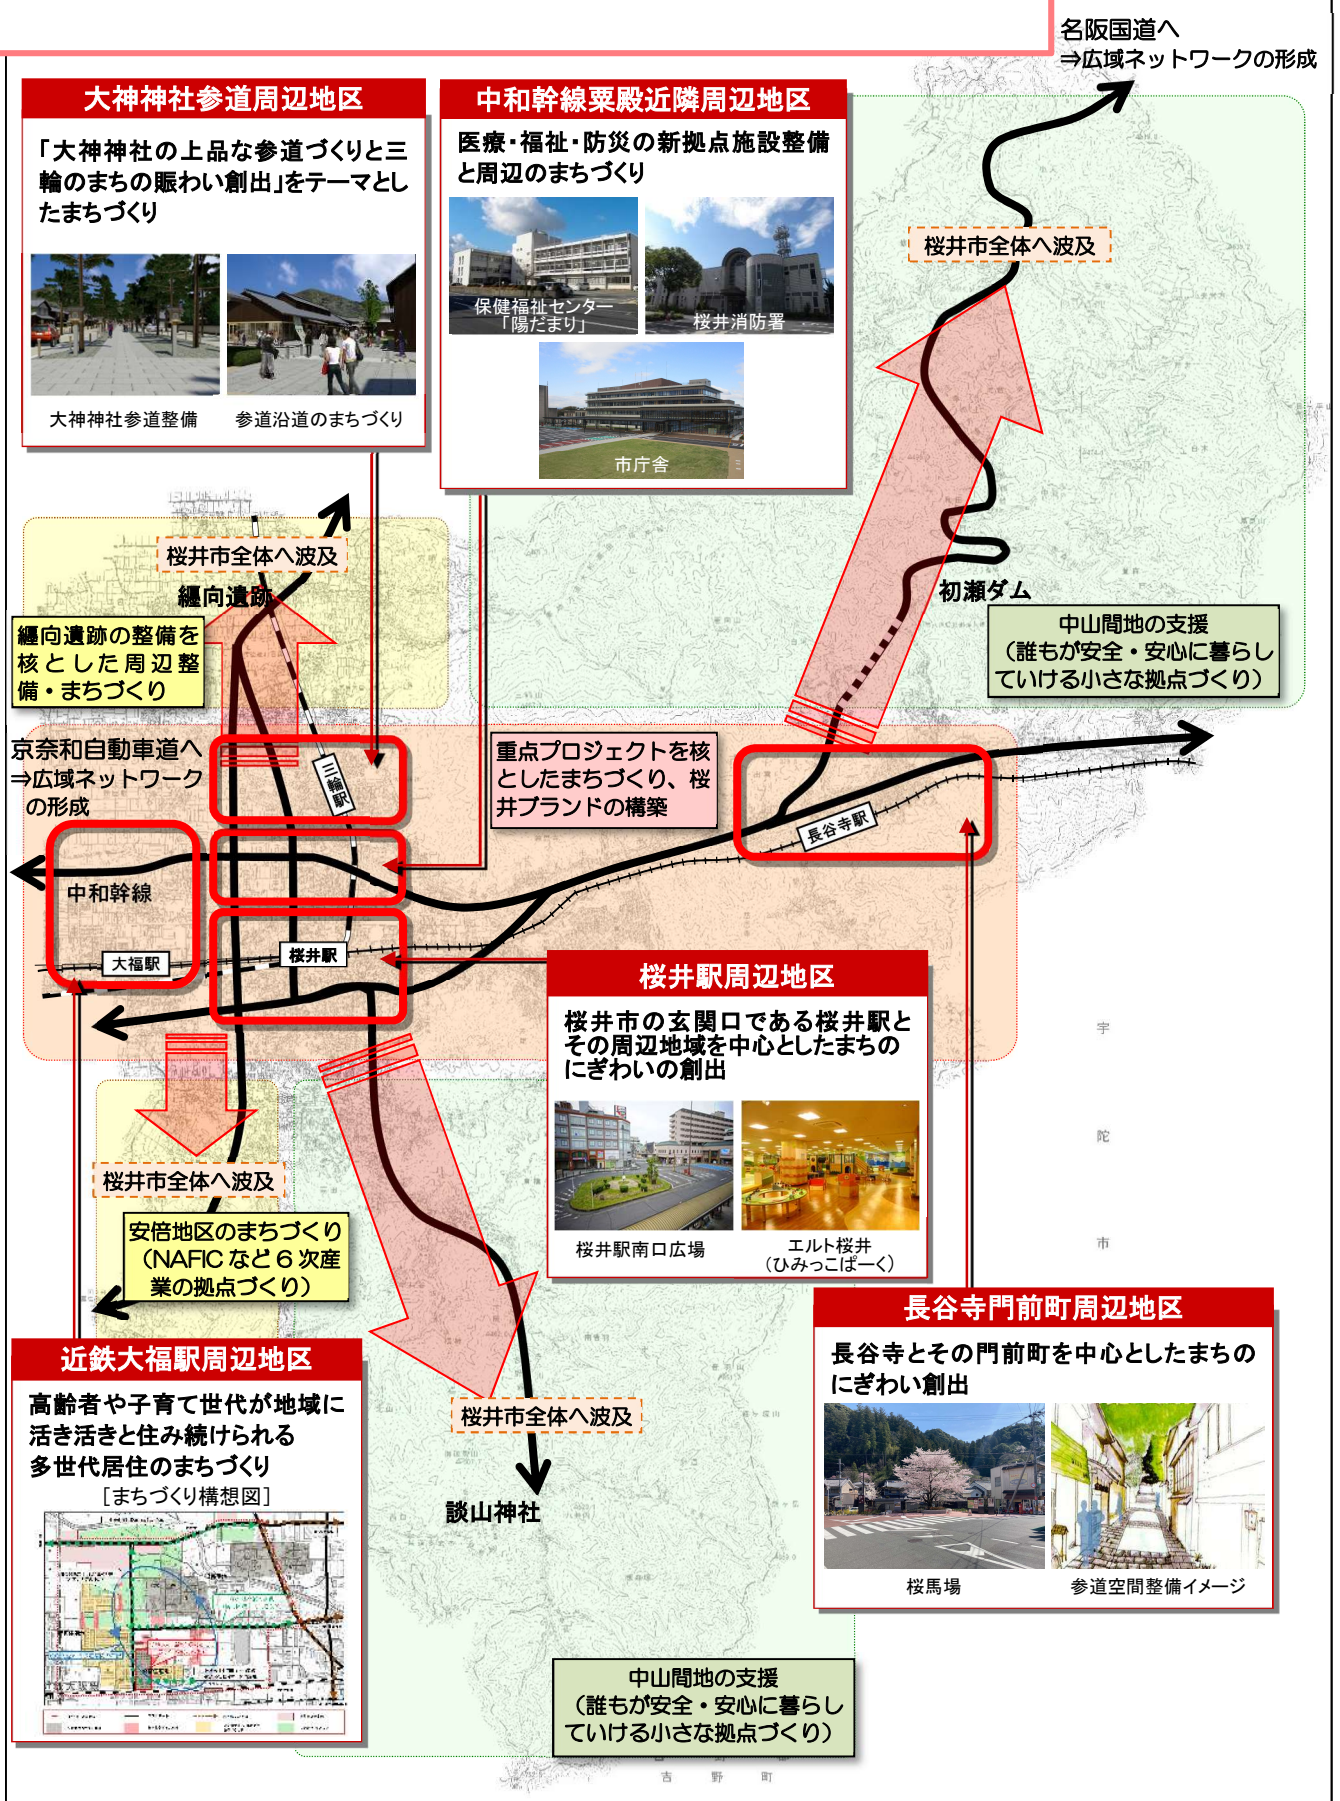 名阪国道へ
⇒広域ネットワークの形成
大神神社参道周辺地区
「大神神社の上品な参道づくりと三
輪のまちの賑わい創出」をテーマとし
たまちづくり
大神神社参道整備
参道沿道のまちづくり
中和幹線粟殿近隣周辺地区
医療・福祉・防災の新拠点施設整備
と周辺のまちづくり
保健福祉センター
「陽だまり」
桜井消防署
市庁舎
桜井市全体へ波及
桜井市全体へ波及
纒向遺跡
纒向遺跡の整備を
核とした周辺整
備・まちづくり
初瀬ダム
中山間地の支援
（誰もが安全・安心に暮らし
ていける小さな拠点づくり）
京奈和自動車道へ
⇒広域ネットワーク
の形成
三輪駅
重点プロジェクトを核
としたまちづくり、桜
井ブランドの構築
長谷寺駅
中和幹線
大福駅
桜井駅
桜井駅周辺地区
桜井市の玄関口である桜井駅と
その周辺地域を中心としたまちの
にぎわいの創出
桜井駅南口広場
エルト桜井
（ひみっこぱーく）
宇
陀
市
桜井市全体へ波及
安倍地区のまちづくり
（NAFICなど６次産
業の拠点づくり）
近鉄大福駅周辺地区
高齢者や子育て世代が地域に
活き活きと住み続けられる
多世代居住のまちづくり
［まちづくり構想図］
桜井市全体へ波及
談山神社
長谷寺門前町周辺地区
長谷寺とその門前町を中心としたまちの
にぎわい創出
桜馬場
参道空間整備イメージ
中山間地の支援
（誰もが安全・安心に暮らし
ていける小さな拠点づくり）
吉野町